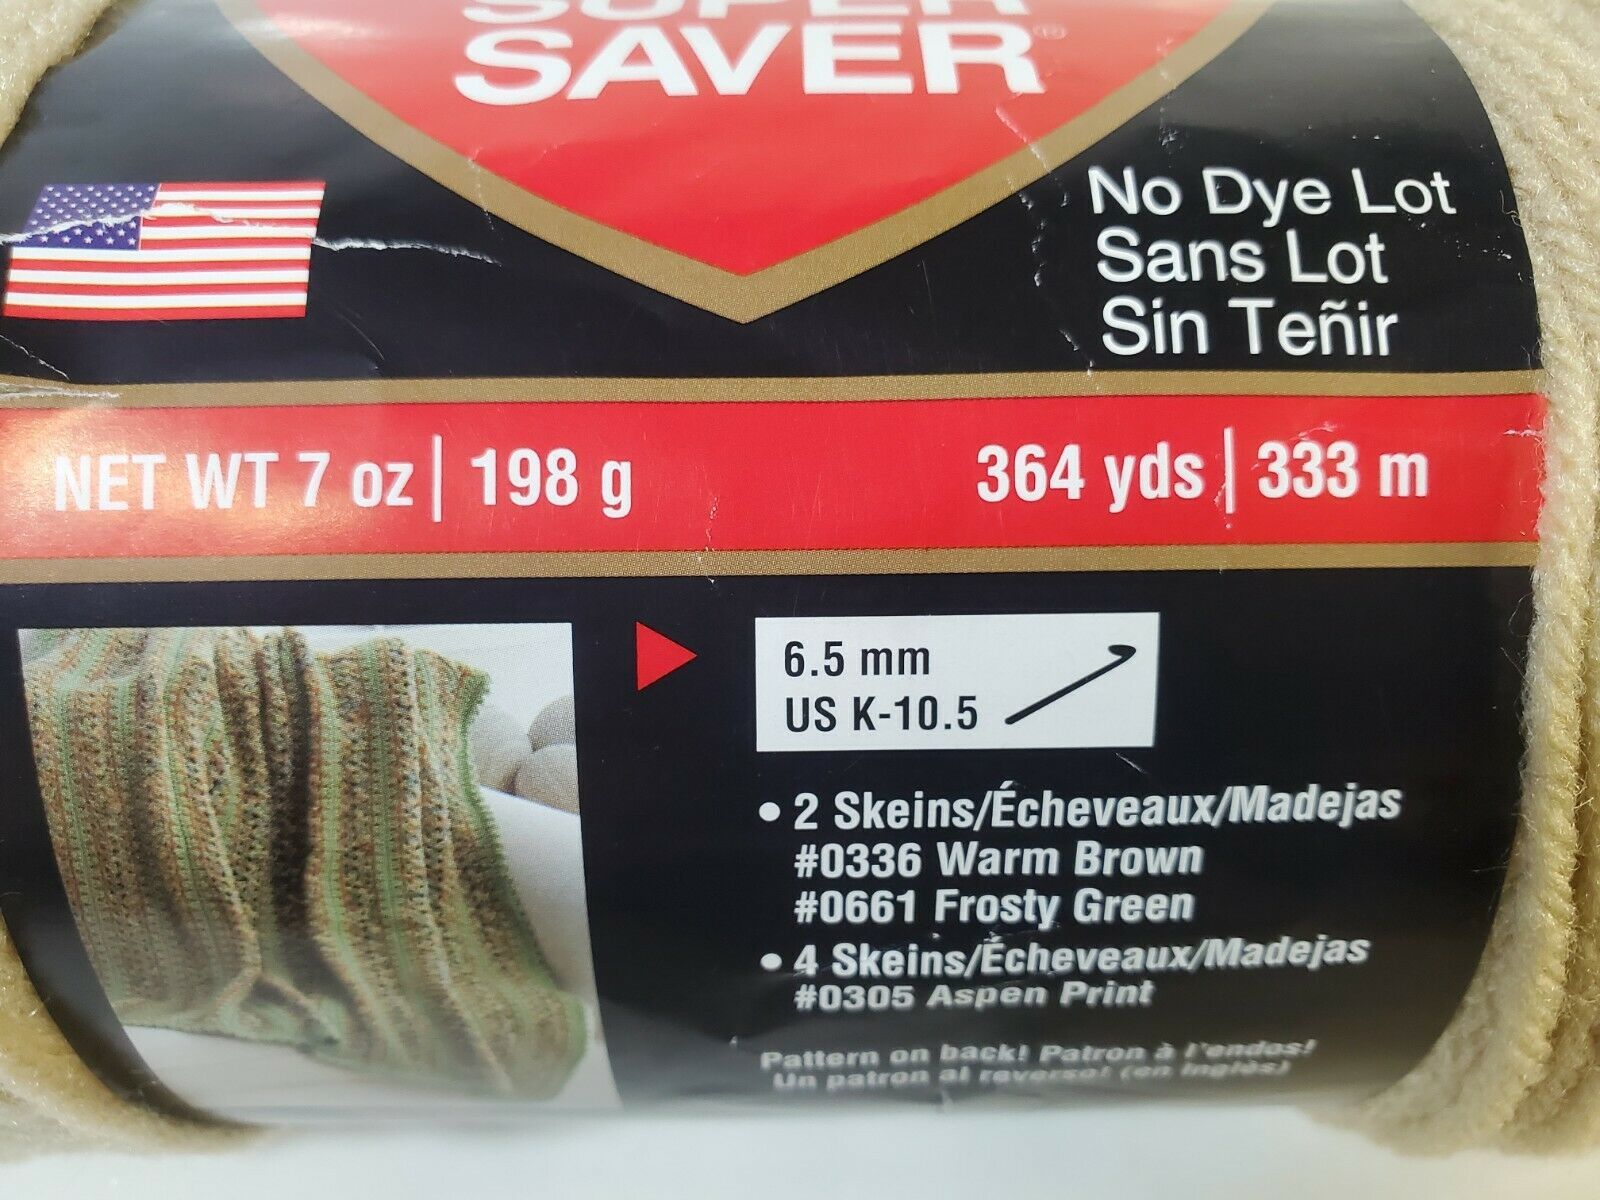 SUPER
SAVER®
No Dye Lot
Sans Lot
Sin Teñir
NET WT 7 oz | 198 g
364 yds | 333 m
6.5 mm
US K-10.5
• 2 Skeins/Écheveaux/Madejas
#0336 Warm Brown
#0661 Frosty Green
• 4 Skeins/Écheveaux/Madejas
#0305 Aspen Print
Pattern on back! Patron à l'endos!
Un patron al reverso! (en inglés)